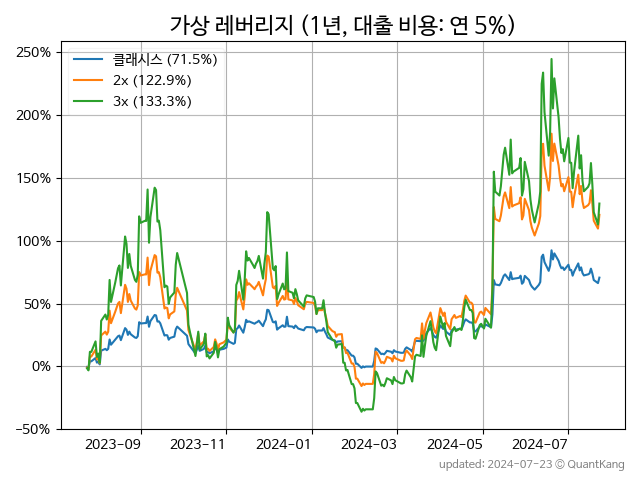 가상 레버리지 (1년, 대출 비용: 연 5%)
250%
200%
150%
100%
50%
0%
−50%
클래시스 (71.5%)
2x (122.9%)
3x (133.3%)
2023-09
2023-11
2024-01
2024-03
2024-05
2024-07
updated: 2024-07-23 © QuantKang